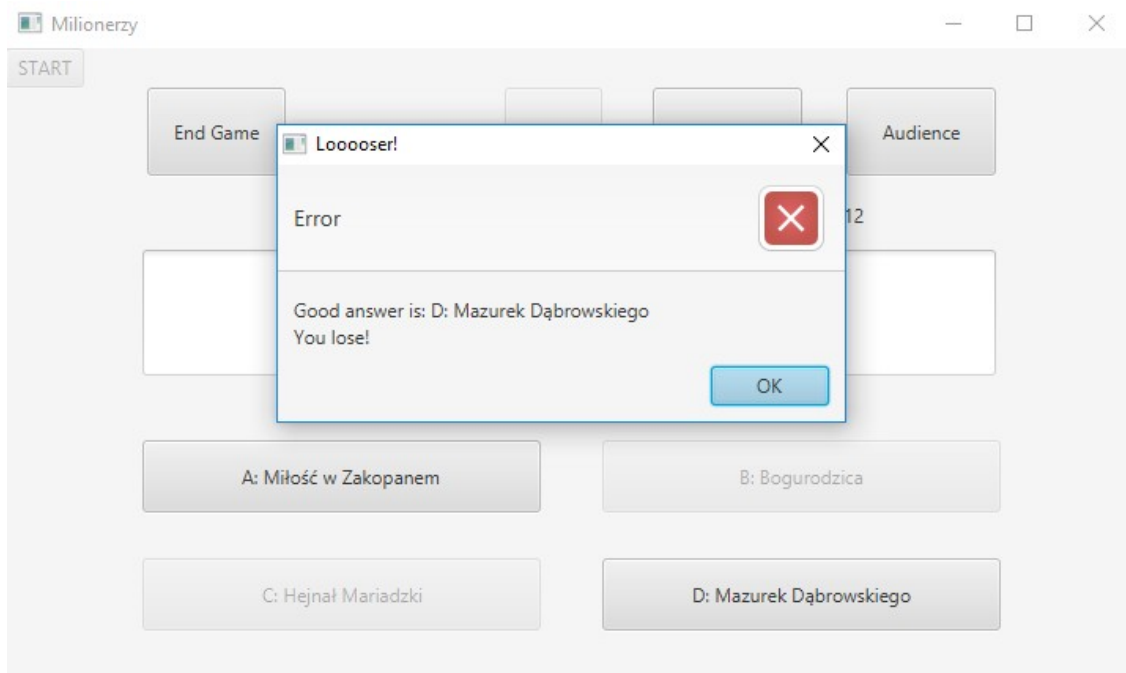 Milionerzy
START
End Game
Audience
Looooser!
Error
12
Good answer is: D: Mazurek Dąbrowskiego
You lose!
OK
A: Miłość w Zakopanem
B: Bogurodzica
C: Hejnał Mariadzki
D: Mazurek Dąbrowskiego